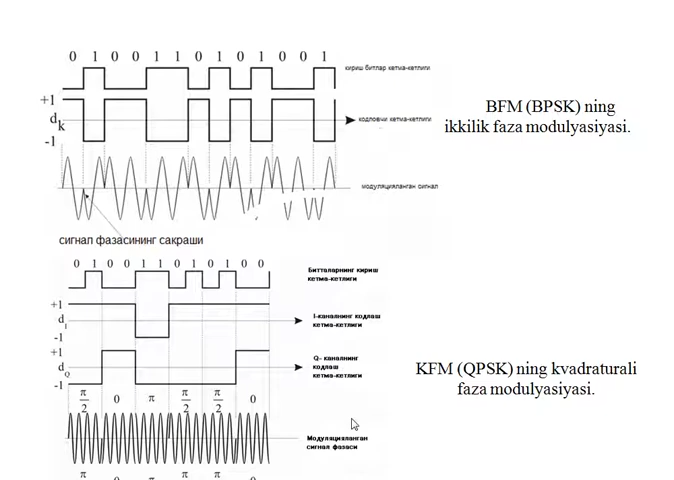 0 1 0 0 1 1 0 1 0 1 0 0 1
кириш битлар кетма-кетлиги
+1
d k
-1
кодловчи кетма-кетлиги
BFM (BPSK) ning
ikkilik faza modulyasiyasi.
модуляцияланган сигнал
сигнал фазасининг сакраши
0 1 0 0 1 1 0 1 0 1 0 0
Битталарнинг кириш
кетма-кетлиги
+1
d I
-1
I-каналнинг кодлаш
кетма-кетлиги
+1
d Q
-1
Q- каналнинг
кодлаш
кетма-кетлиги
KFM (QPSK) ning kvadraturali
faza modulyasiyasi.
π/2 0 π π/2 π/2 0
Модуляцияланган
сигнал фазаси